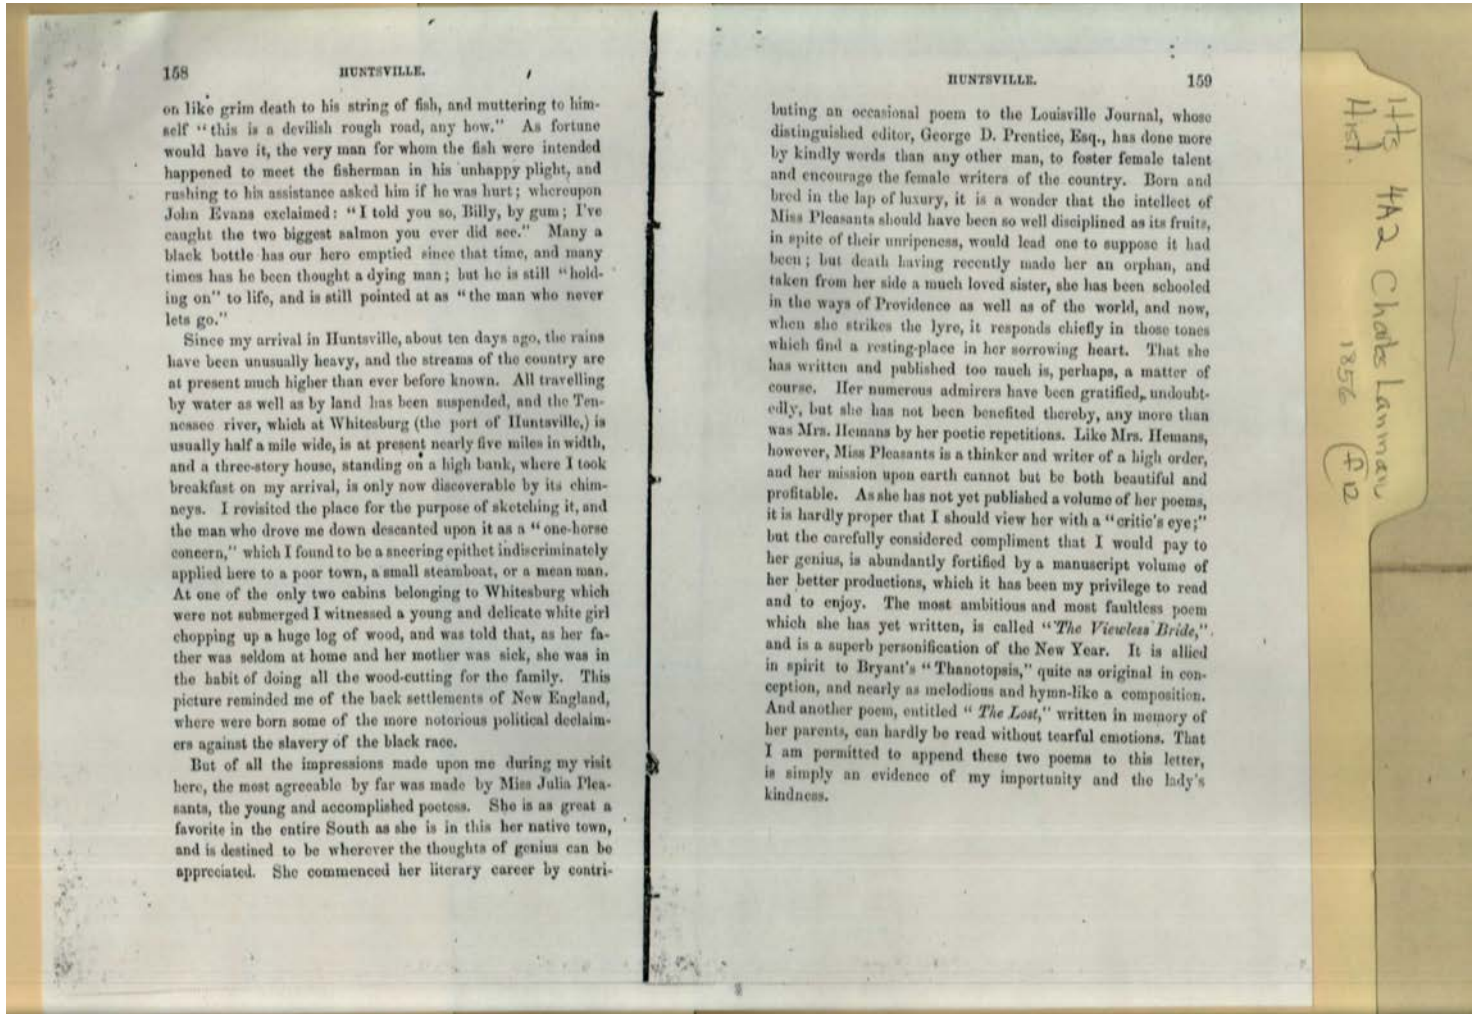 158 HUNTSVILLE.
on like grim death to his string of fish, and muttering to him-
self "this is a devilish rough road, any how." As fortune
would have it, the very man for whom the fish were intended
happened to meet the fisherman in his unhappy plight, and
rushing to his assistance asked him if he was hurt; whereupon
John Evans exclaimed: "I told you so, Billy, by gum; I've
caught the two biggest salmon you ever did see." Many a
black bottle has our hero emptied since that time, and many
times has he been thought a dying man; but he is still "hold-
ing on" to life, and is still pointed at as "the man who never
lets go."
Since my arrival in Huntsville, about ten days ago, the rains
have been unusually heavy, and the streams of the country are
at present much higher than ever before known. All travelling
by water as well as by land has been suspended, and the Ten-
nessee river, which at Whitesburg (the port of Huntsville,) is
usually half a mile wide, is at present nearly five miles in width,
and a three-story house, standing on a high bank, where I took
breakfast on my arrival, is only now discoverable by its chim-
neys. I revisited the place for the purpose of sketching it, and
the man who drove me down descanted upon it as a "one-horse
concern," which I found to be a sneering epithet indiscriminately
applied here to a poor town, a small steamboat, or a mean man.
At one of the only two cabins belonging to Whitesburg which
were not submerged I witnessed a young and delicate white girl
chopping up a huge log of wood, and was told that, as her fa-
ther was seldom at home and her mother was sick, she was in
the habit of doing all the wood-cutting for the family. This
picture reminded me of the back settlements of New England,
where were born some of the more notorious political declaim-
ers against the slavery of the black race.
But of all the impressions made upon me during my visit
here, the most agreeable by far was made by Miss Julia Plea-
sants, the young and accomplished poetess. She is as great a
favorite in the entire South as she is in this her native town,
and is destined to be wherever the thoughts of genius can be
appreciated. She commenced her literary career by contri-
HUNTSVILLE. 159
buting an occasional poem to the Louisville Journal, whose
distinguished editor, George D. Prentice, Esq., has done more
by kindly words than any other man, to foster female talent
and encourage the female writers of the country. Born and
bred in the lap of luxury, it is a wonder that the intellect of
Miss Pleasants should have been so well disciplined as its fruits,
in spite of their unripeness, would lead one to suppose it had
been; but death having recently made her an orphan, and
taken from her side a much loved sister, she has been schooled
in the ways of Providence as well as of the world, and now,
when she strikes the lyre, it responds chiefly in those tones
which find a resting-place in her sorrowing heart. That she
has written and published too much is, perhaps, a matter of
course. Her numerous admirers have been gratified, undoubt-
edly, but she has not been benefited thereby, any more than
was Mrs. Hemans by her poetic repetitions. Like Mrs. Hemans,
however, Miss Pleasants is a thinker and writer of a high order,
and her mission upon earth cannot but be both beautiful and
profitable. As she has not yet published a volume of her poems,
it is hardly proper that I should view her with a "critic's eye;"
but the carefully considered compliment that I would pay to
her genius, is abundantly fortified by a manuscript volume of
her better productions, which it has been my privilege to read
and to enjoy. The most ambitious and most faultless poem
which she has yet written, is called "The Viewless Bride,"
and is a superb personification of the New Year. It is allied
in spirit to Bryant's "Thanotopsis," quite as original in con-
ception, and nearly as melodious and hymn-like a composition.
And another poem, entitled "The Lost," written in memory of
her parents, can hardly be read without tearful emotions. That
I am permitted to append these two poems to this letter,
is simply an evidence of my importunity and the lady's
kindness.
4A2 Charles Lanman
Hist. 1856